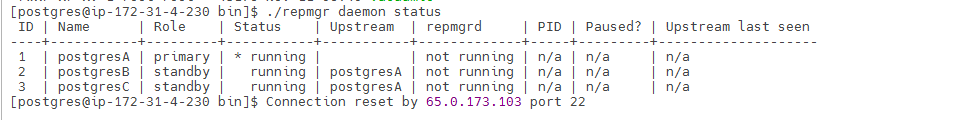 [postgres@ip-172-31-4-230 bin]$ ./repmgr daemon status
 ID | Name      | Role    | Status    | Upstream  | repmgrd     | PID | Paused? | Upstream last seen
----+-----------+---------+-----------+-----------+-------------+-----+---------+--------------------
 1  | postgresA | primary | * running |           | not running | n/a | n/a     | n/a
 2  | postgresB | standby |   running | postgresA | not running | n/a | n/a     | n/a
 3  | postgresC | standby |   running | postgresA | not running | n/a | n/a     | n/a
[postgres@ip-172-31-4-230 bin]$ Connection reset by 65.0.173.103 port 22